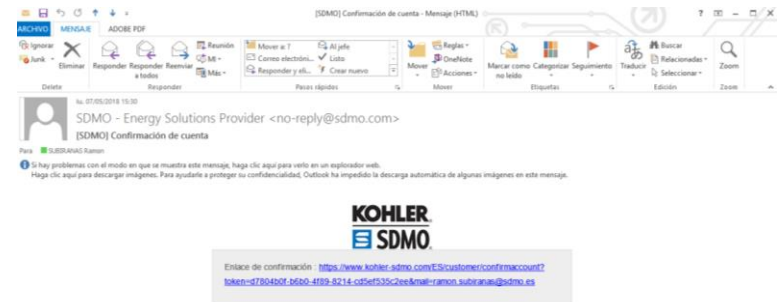 [SDMO] Confirmación de cuenta - Mensaje (HTML)
ARCHIVO MENSAJE ADOBE PDF
Ignorar
Junk
Eliminar
Responder Responder a todos Reenviar
Reunión
MI
Más
Mover a: ?
Correo electróni...
Responder y eli...
Al jefe
Listo
Crear nuevo
Mover
Reglas
OneNote
Acciones
Marcar como no leído
Categorizar
Seguimiento
Traducir
Buscar
Relacionadas
Seleccionar
Zoom
Delete Responder Pasos rápidos Mover Etiquetas Edición Zoom
lu. 07/05/2018 15:30
SDMO - Energy Solutions Provider <no-reply@sdmo.com>
[SDMO] Confirmación de cuenta
Para SUBIRANAS Ramon
Si hay problemas con el modo en que se muestra este mensaje, haga clic aquí para verlo en un explorador web.
Haga clic aquí para descargar imágenes. Para ayudarle a proteger su confidencialidad, Outlook ha impedido la descarga automática de algunas imágenes en este mensaje.
KOHLER
SDMO
Enlace de confirmación : https://www.kohler-sdmo.com/ES/customer/confirmaccount?
token=d7804b0f-b6b0-4f89-8214-cd5ef535c2ee&mail=ramon.subiranas@sdmo.es